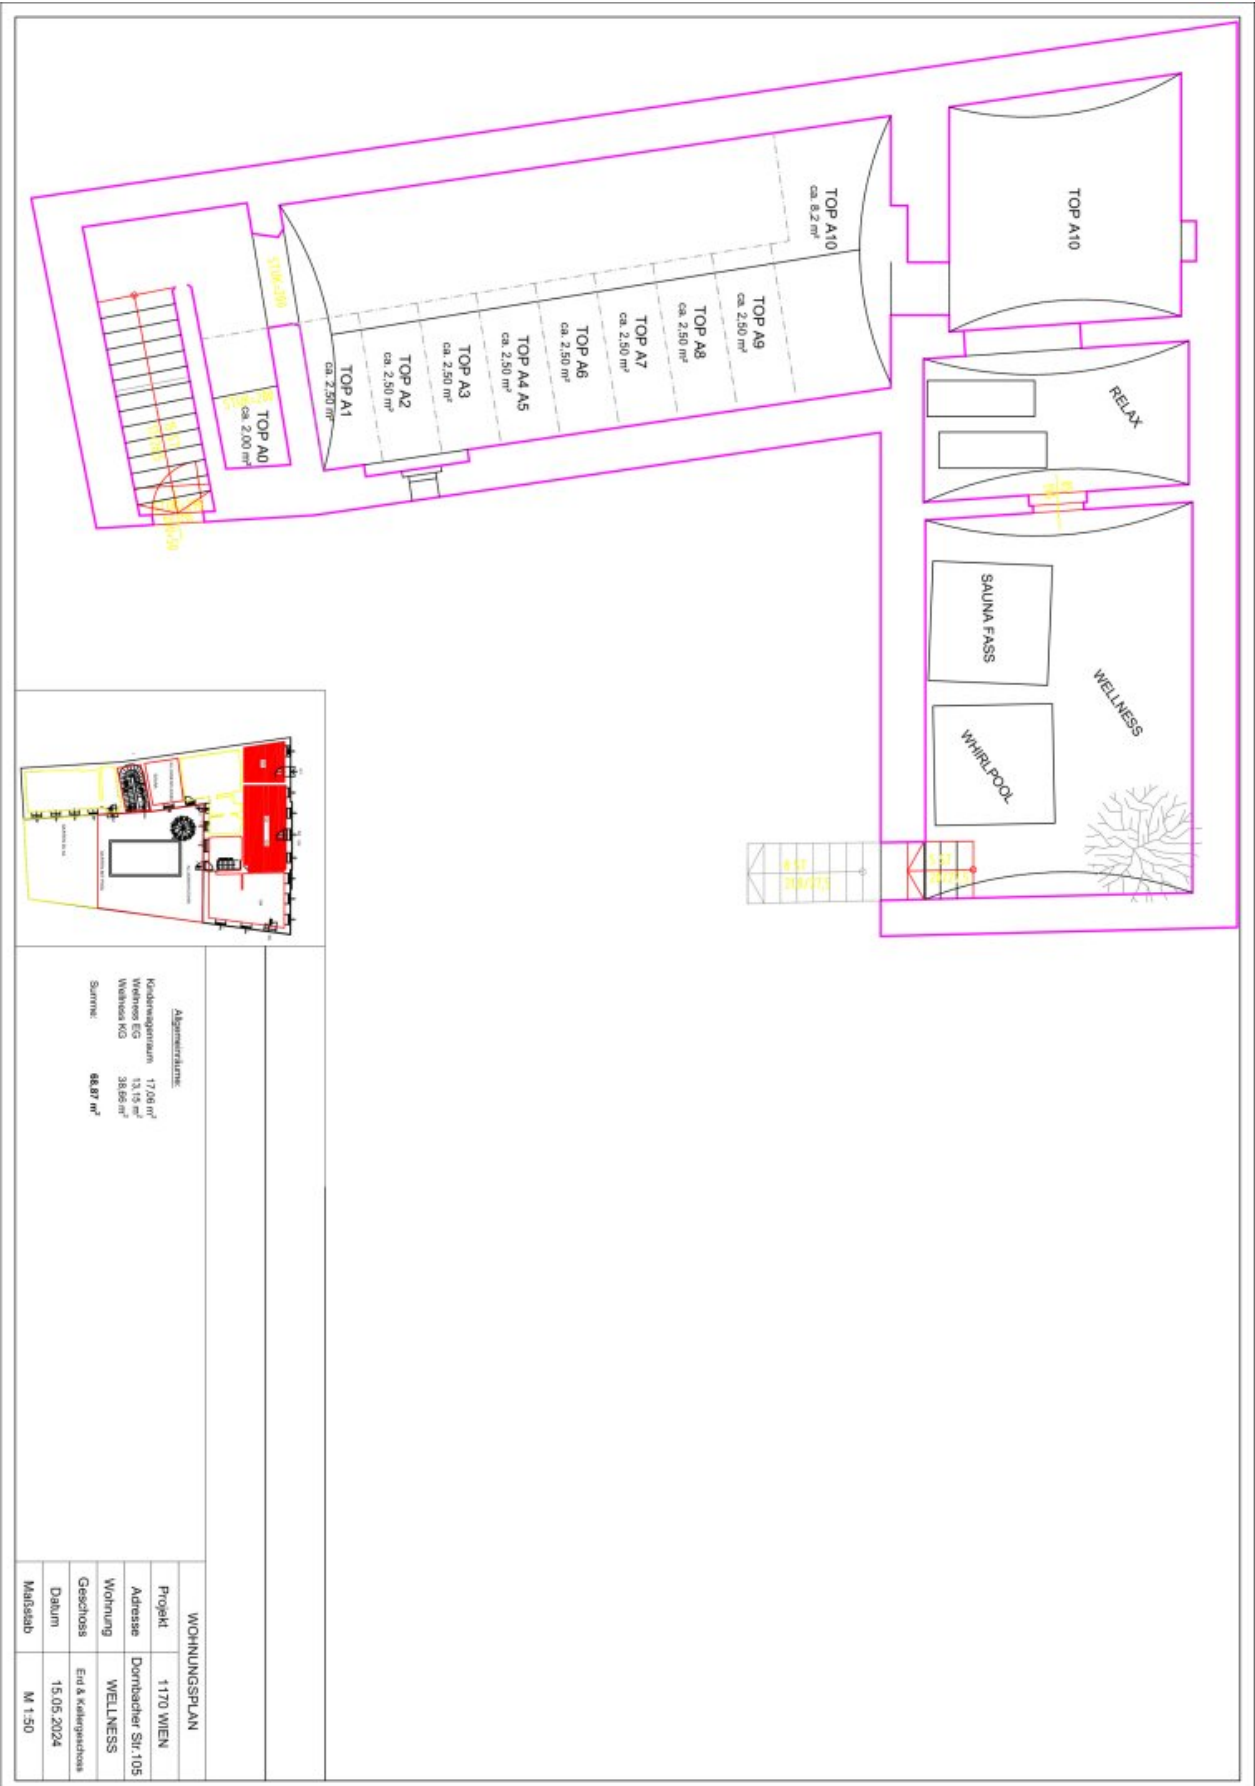 TOP A10
RELAX
WELLNESS
SAUNA FASS
WHIRLPOOL
TOP A10
ca. 8.2 m²
TOP A9
ca. 2,50 m²
TOP A8
ca. 2,50 m²
TOP A7
ca. 2,50 m²
TOP A6
ca. 2,50 m²
TOP A4 A5
ca. 2,50 m²
TOP A3
ca. 2,50 m²
TOP A2
ca. 2,50 m²
TOP A1
ca. 2,50 m²
TOP A0
ca. 2,00 m²
Allgemeinräume:
Kinderwagenraum 17,06 m²
Wellness EG 13,15 m²
Wellness KG 38,66 m²
Summe: 68,87 m²
WOHNUNGSPLAN
Projekt 1170 WIEN
Adresse Dornbacher Str.105
Wohnung WELLNESS
Geschoss Erd & Kellergeschoss
Datum 15.05.2024
Maßstab M 1:50